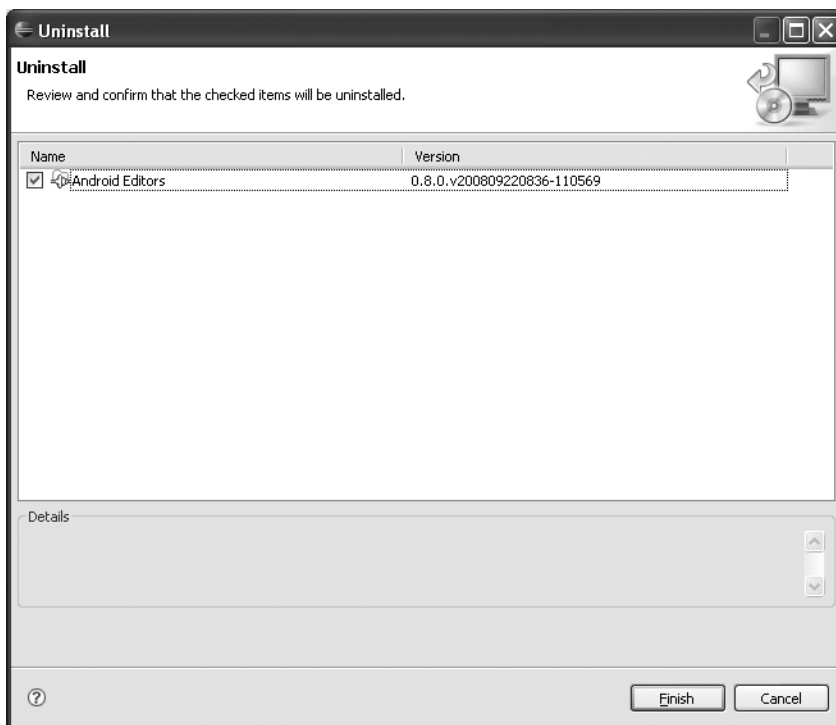 Uninstall
Uninstall
Review and confirm that the checked items will be uninstalled.
Name Version
Android Editors 0.8.0.v200809220836-110569
Details
? Finish Cancel